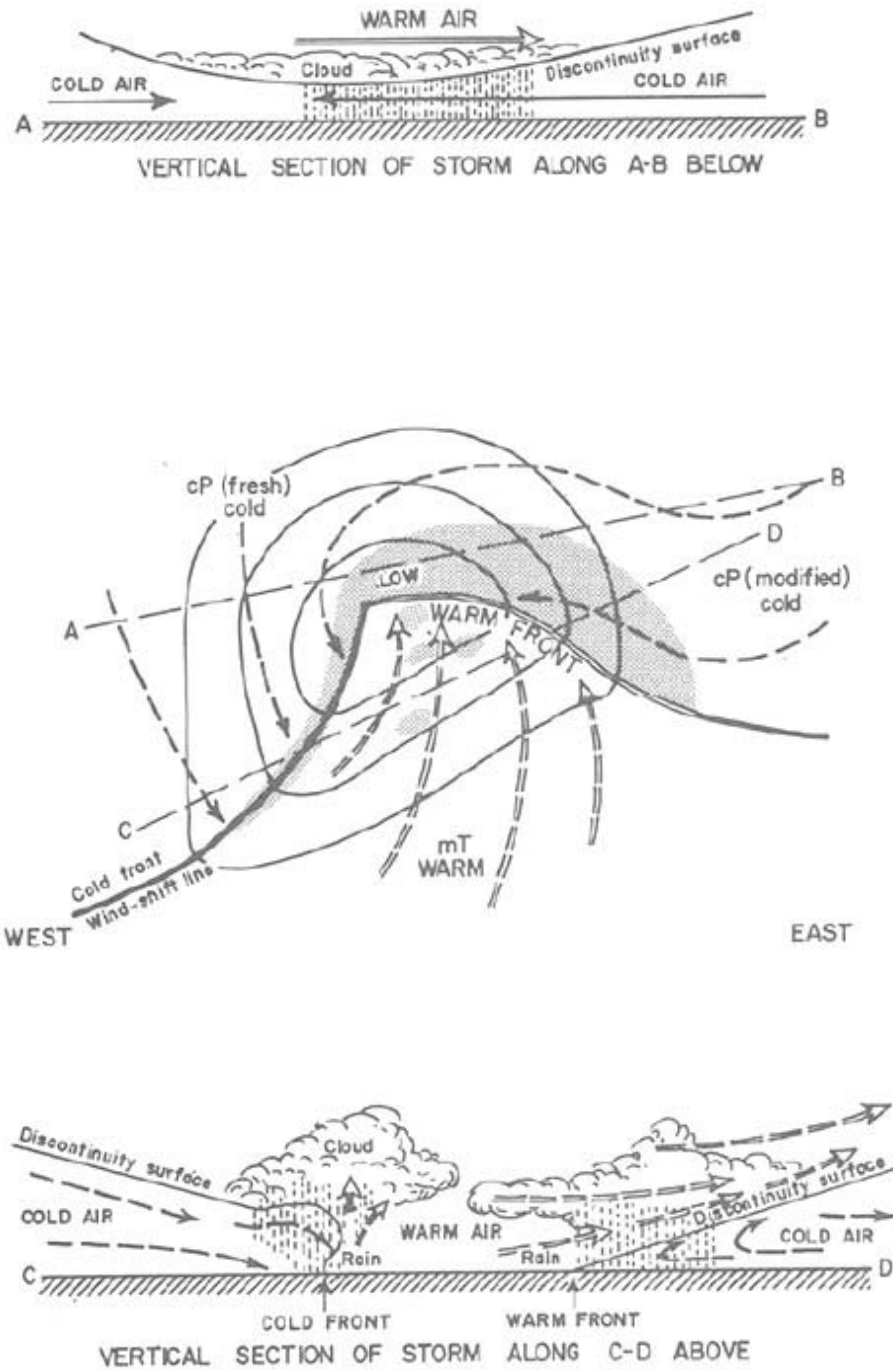 WARM AIR
Cloud
Discontinuity surface
COLD AIR
COLD AIR
A
B
VERTICAL SECTION OF STORM ALONG A-B BELOW
cP (fresh)
cold
B
D
LOW
cP (modified)
cold
A
WARM FRONT
C
mT
WARM
Cold front
Wind-shift line
WEST
EAST
Discontinuity surface
Cloud
COLD AIR
WARM AIR
Discontinuity surface
COLD AIR
Rain
Rain
C
D
COLD FRONT
WARM FRONT
VERTICAL SECTION OF STORM ALONG C-D ABOVE